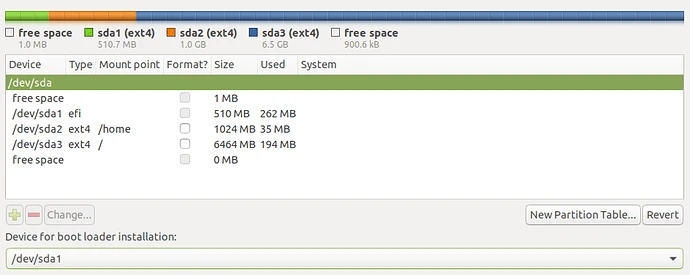 free space sda1 (ext4) sda2 (ext4) sda3 (ext4) free space
1.0 MB 510.7 MB 1.0 GB 6.5 GB 900.6 kB
Device Type Mount point Format? Size Used System
/dev/sda
free space 1 MB
/dev/sda1 efi 510 MB 262 MB
/dev/sda2 ext4 /home 1024 MB 35 MB
/dev/sda3 ext4 / 6464 MB 194 MB
free space 0 MB
Change... New Partition Table... Revert
Device for boot loader installation:
/dev/sda1